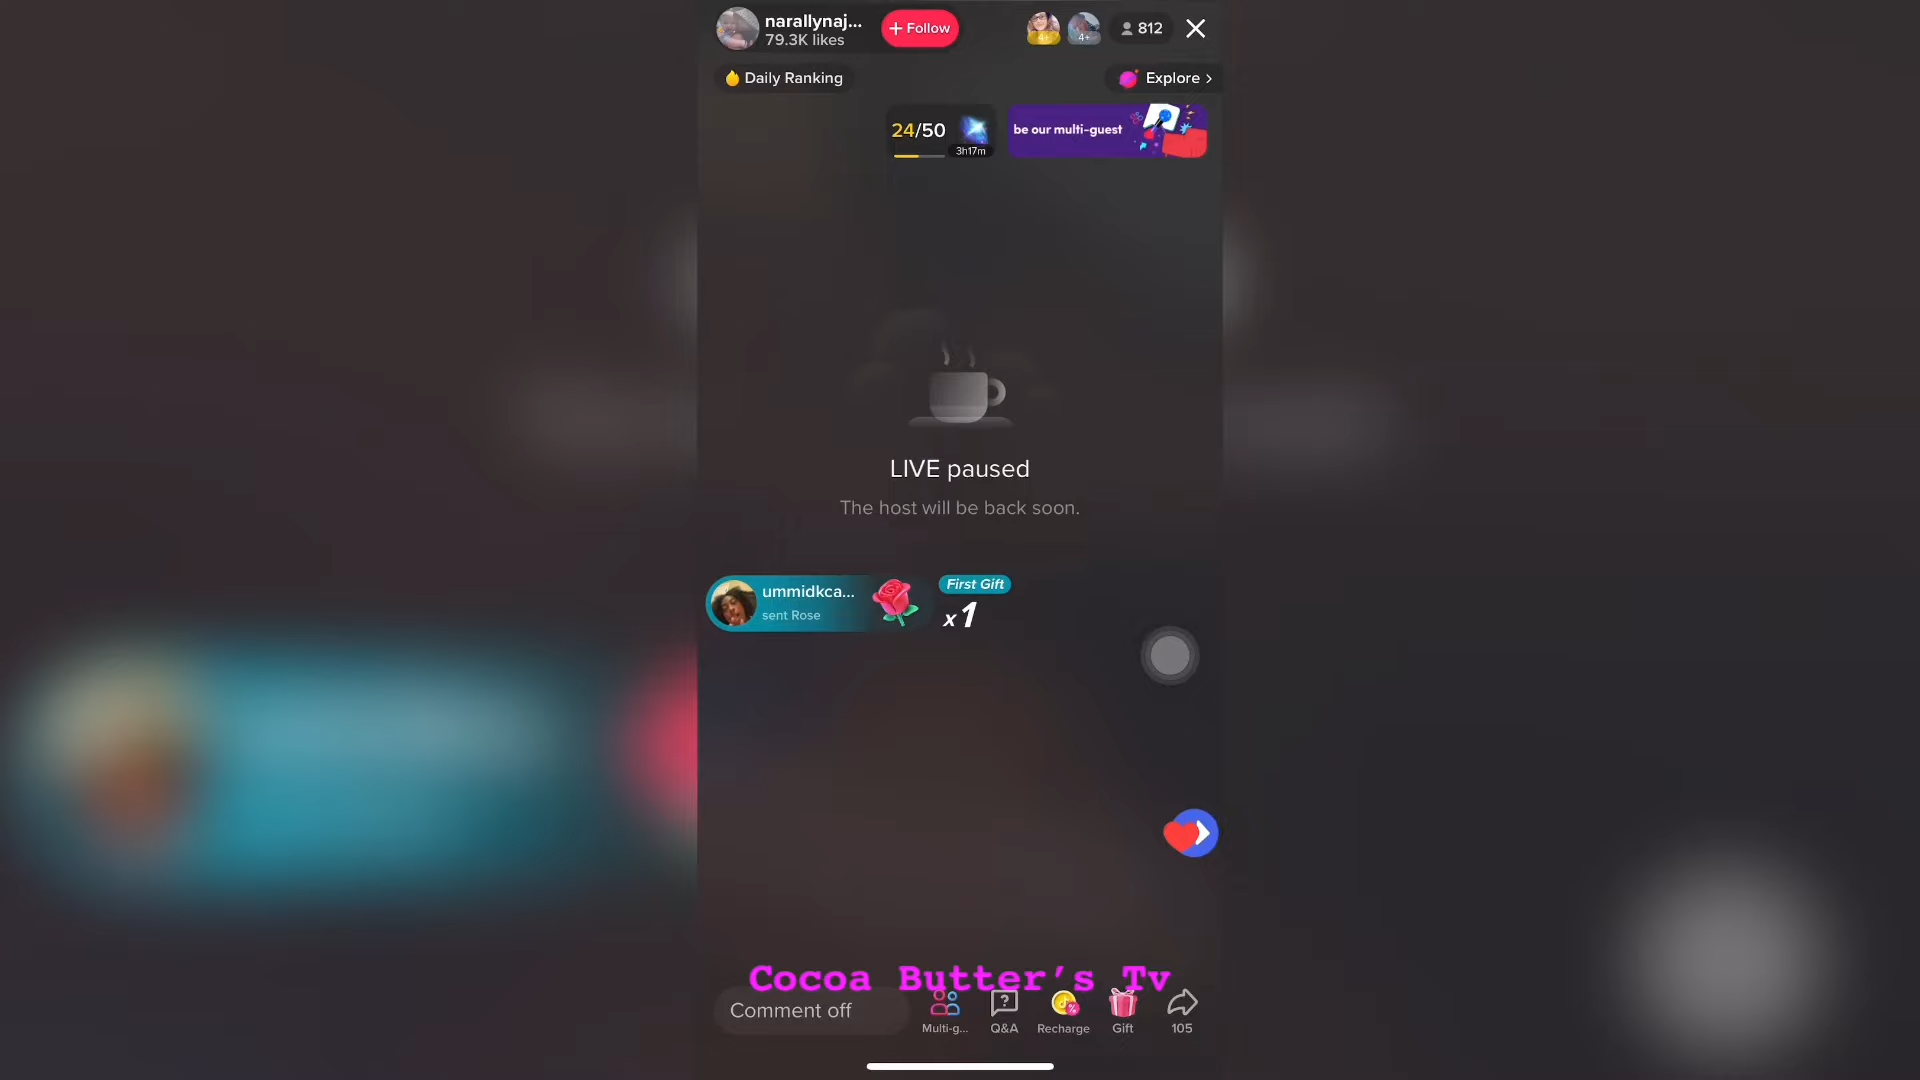 narallynaj...
79.3K likes
+ Follow
4+
4+
812
Daily Ranking
Explore >
24/50
3h17m
be our multi-guest
LIVE paused
The host will be back soon.
ummidkca...
sent Rose
First Gift
x1
Cocoa Butter's Tv
Comment off
Multi-g...
Q&A
Recharge
Gift
105